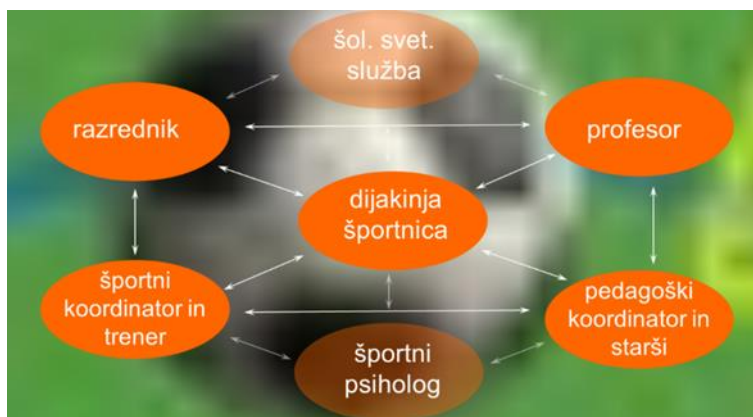 šol. svet.
služba
razrednik
profesor
dijakinja
športnica
športni
koordinator in
trener
pedagoški
koordinator in
starši
športni
psiholog